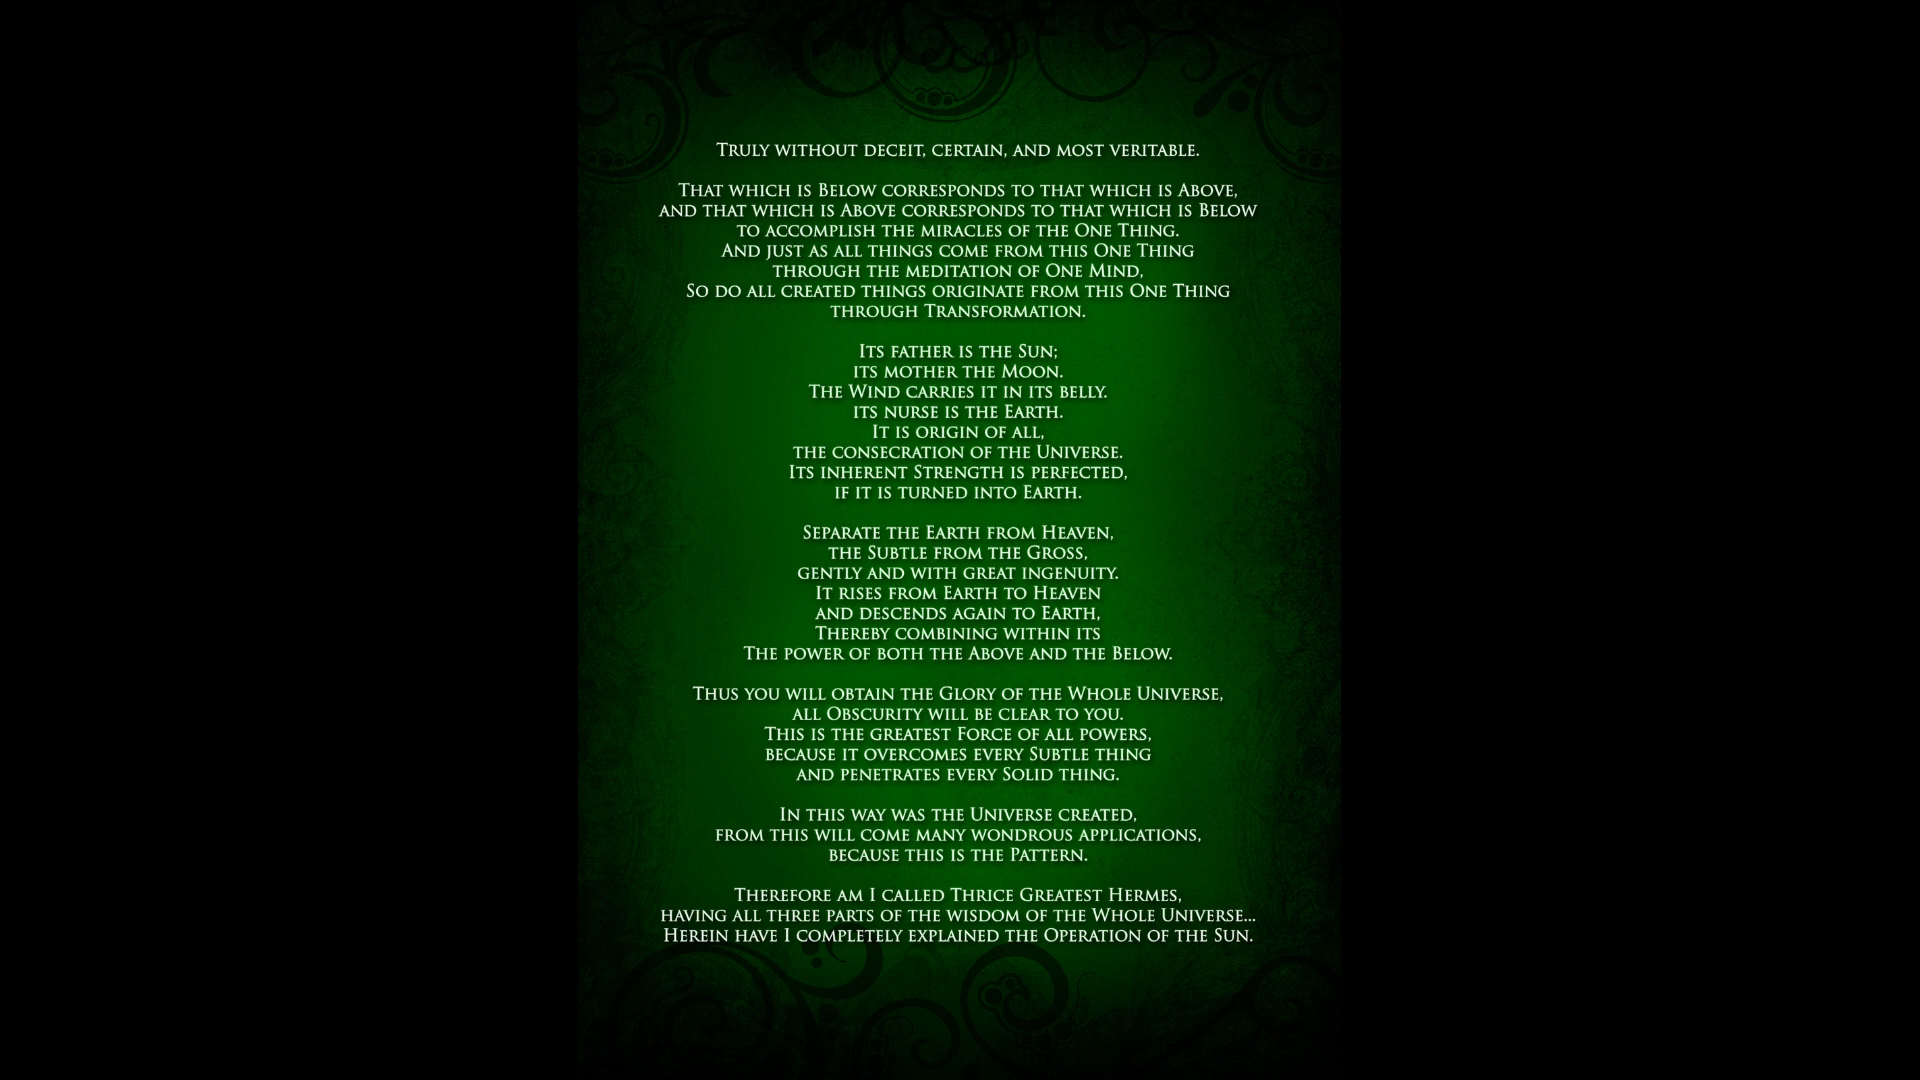 Truly without deceit, certain, and most veritable.
That which is Below corresponds to that which is Above,
and that which is Above corresponds to that which is Below
to accomplish the miracles of the One Thing.
And just as all things come from this One Thing
through the meditation of One Mind,
So do all created things originate from this One Thing
through Transformation.
Its father is the Sun;
its mother the Moon.
The Wind carries it in its belly.
its nurse is the Earth.
It is origin of all,
the consecration of the Universe.
Its inherent Strength is perfected,
if it is turned into Earth.
Separate the Earth from Heaven,
the Subtle from the Gross,
gently and with great ingenuity.
It rises from Earth to Heaven
and descends again to Earth,
Thereby combining within its
The power of both the Above and the Below.
Thus you will obtain the Glory of the Whole Universe,
all Obscurity will be clear to you.
This is the greatest Force of all powers,
because it overcomes every Subtle thing
and penetrates every Solid thing.
In this way was the Universe created,
from this will come many wondrous applications,
because this is the Pattern.
Therefore am I called Thrice Greatest Hermes,
having all three parts of the wisdom of the Whole Universe...
Herein have I completely explained the Operation of the Sun.